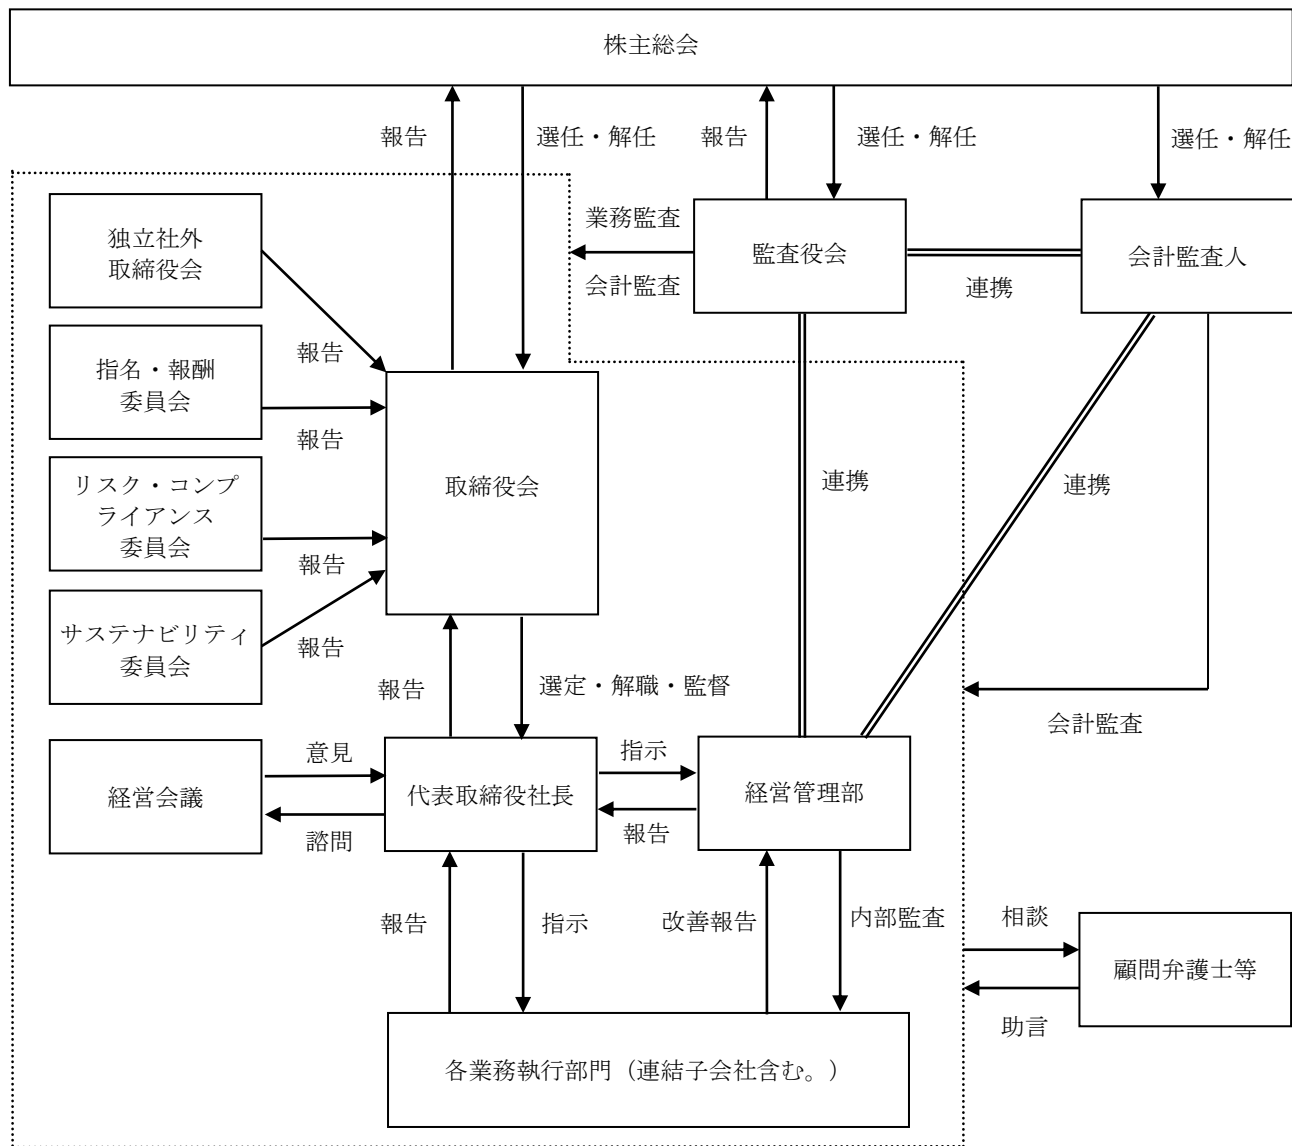 株主総会
報告
選任・解任
報告
選任・解任
選任・解任
独立社外
取締役会
業務監査
会計監査
監査役会
連携
会計監査人
報告
指名・報酬
委員会
報告
取締役会
リスク・コンプ
ライアンス
委員会
報告
連携
連携
サステナビリティ
委員会
報告
報告
選定・解職・監督
会計監査
経営会議
意見
諮問
代表取締役社長
指示
報告
経営管理部
報告
指示
改善報告
内部監査
相談
顧問弁護士等
助言
各業務執行部門（連結子会社含む。）